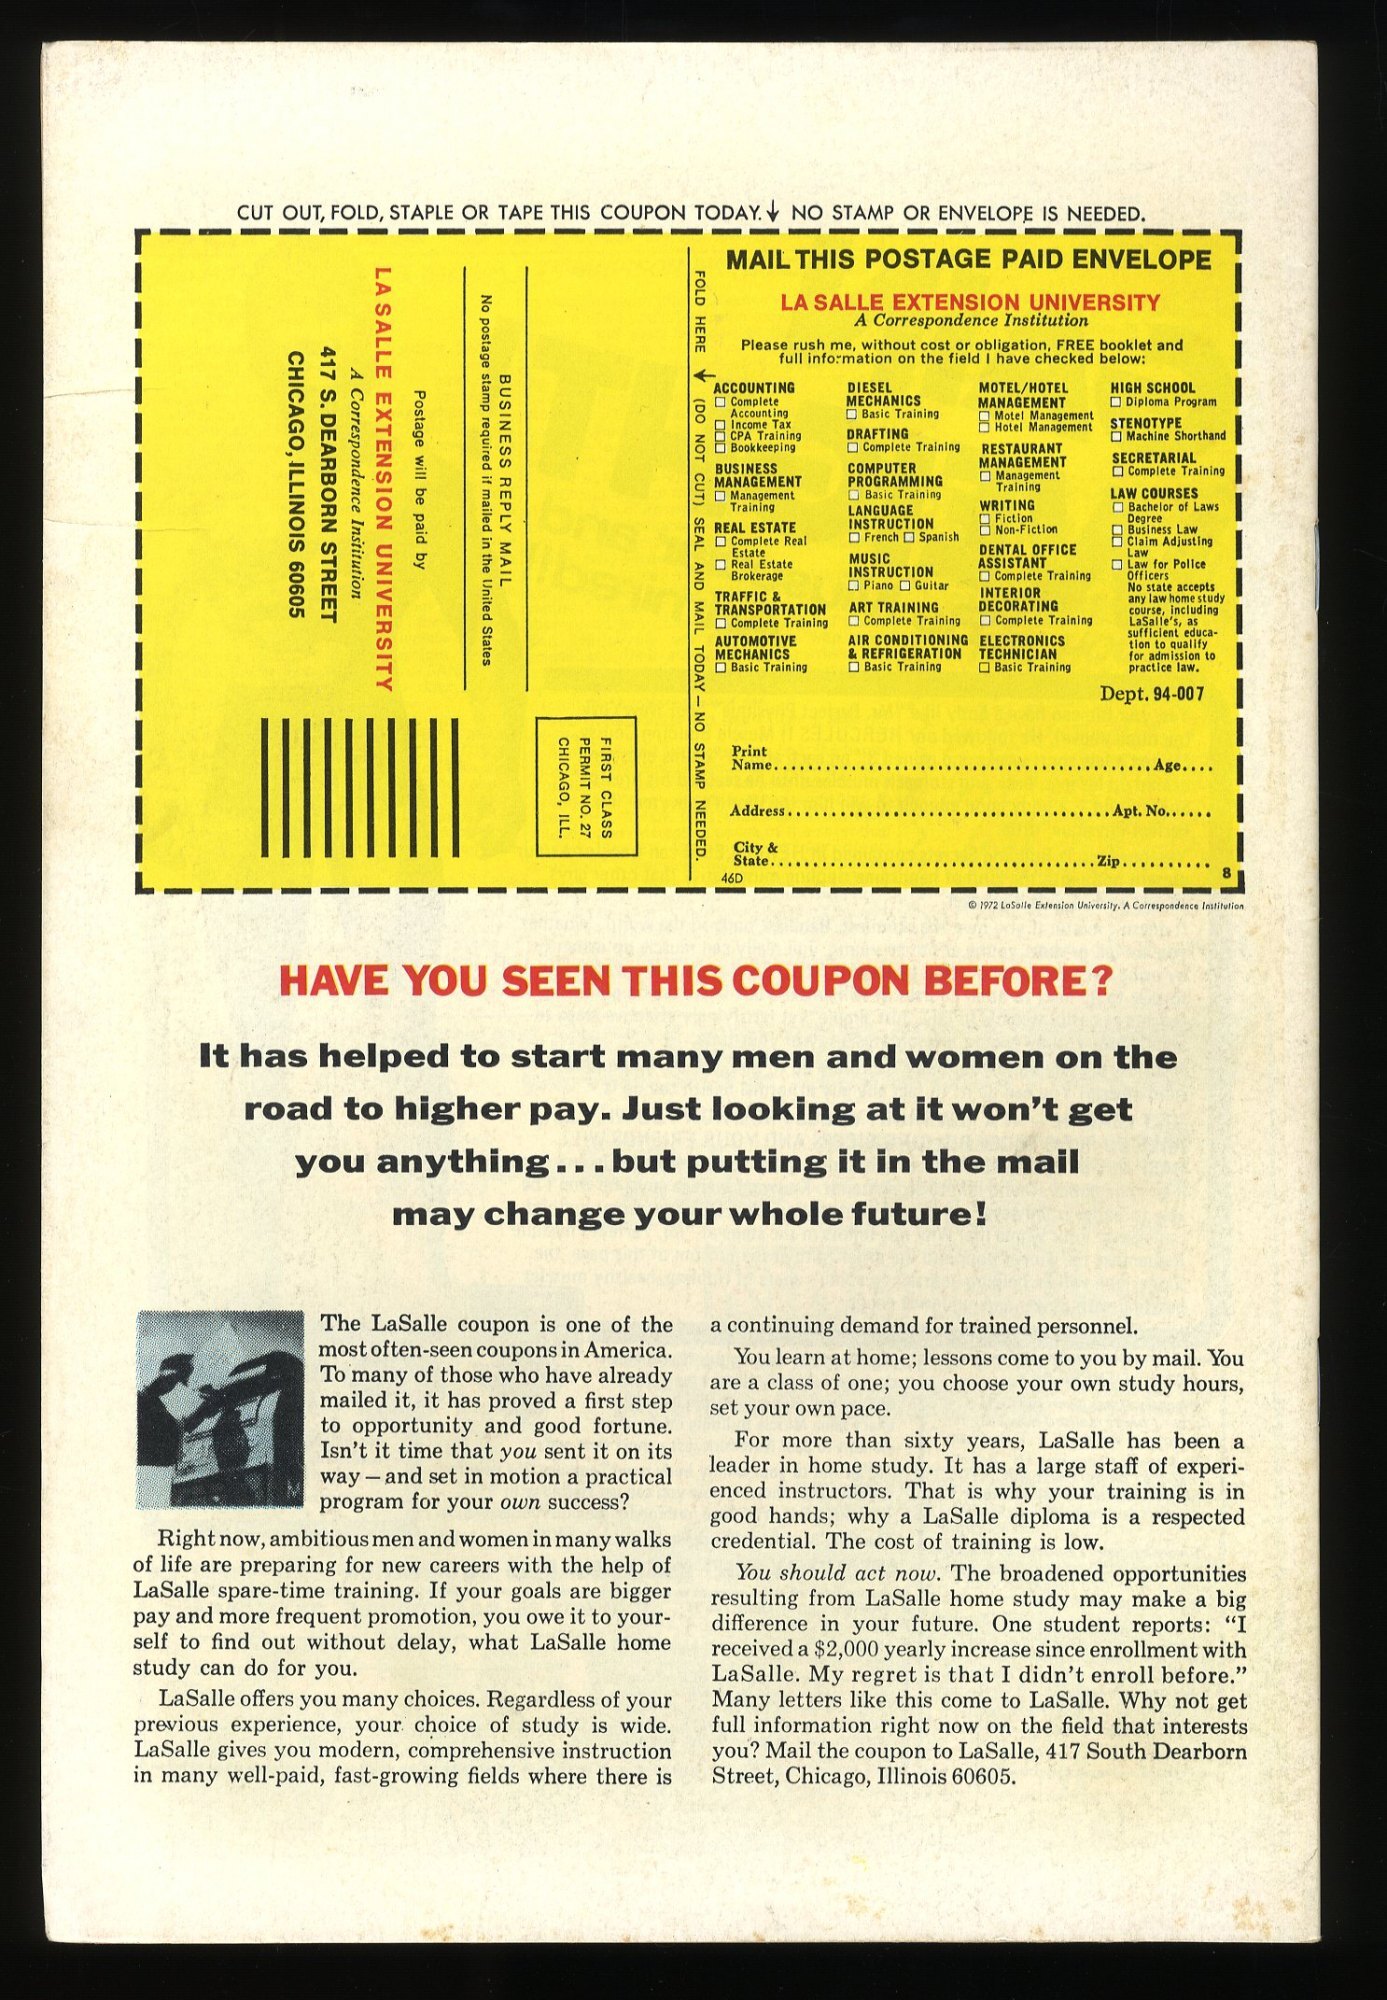 CUT OUT, FOLD, STAPLE OR TAPE THIS COUPON TODAY. ↓ NO STAMP OR ENVELOPE IS NEEDED.
BUSINESS REPLY MAIL
No postage stamp required if mailed in the United States
Postage will be paid by
LA SALLE EXTENSION UNIVERSITY
A Correspondence Institution
417 S. DEARBORN STREET
CHICAGO, ILLINOIS 60605
FIRST CLASS
PERMIT NO. 27
CHICAGO, ILL.
FOLD HERE (DO NOT CUT) SEAL AND MAIL TODAY — NO STAMP NEEDED.
MAIL THIS POSTAGE PAID ENVELOPE
LA SALLE EXTENSION UNIVERSITY
A Correspondence Institution
Please rush me, without cost or obligation, FREE booklet and
full information on the field I have checked below:
ACCOUNTING
☐ Complete
Accounting
☐ Income Tax
☐ CPA Training
☐ Bookkeeping
BUSINESS
MANAGEMENT
☐ Management
Training
REAL ESTATE
☐ Complete Real
Estate
☐ Real Estate
Brokerage
TRAFFIC &
TRANSPORTATION
☐ Complete Training
AUTOMOTIVE
MECHANICS
☐ Basic Training
DIESEL
MECHANICS
☐ Basic Training
DRAFTING
☐ Complete Training
COMPUTER
PROGRAMMING
☐ Basic Training
LANGUAGE
INSTRUCTION
☐ French ☐ Spanish
MUSIC
INSTRUCTION
☐ Piano ☐ Guitar
ART TRAINING
☐ Complete Training
AIR CONDITIONING
& REFRIGERATION
☐ Basic Training
MOTEL/HOTEL
MANAGEMENT
☐ Motel Management
☐ Hotel Management
RESTAURANT
MANAGEMENT
☐ Management
Training
WRITING
☐ Fiction
☐ Non-Fiction
DENTAL OFFICE
ASSISTANT
☐ Complete Training
INTERIOR
DECORATING
☐ Complete Training
ELECTRONICS
TECHNICIAN
☐ Basic Training
HIGH SCHOOL
☐ Diploma Program
STENOTYPE
☐ Machine Shorthand
SECRETARIAL
☐ Complete Training
LAW COURSES
☐ Bachelor of Laws
Degree
☐ Business Law
☐ Claim Adjusting
Law
☐ Law for Police
Officers
No state accepts
any law home study
course, including
LaSalle's, as
sufficient educa-
tion to qualify
for admission to
practice law.
Dept. 94-007
Print
Name.............................................Age....
Address.......................................Apt. No......
City &
State.......................................Zip..........
46D 8
© 1972 LaSalle Extension University. A Correspondence Institution
HAVE YOU SEEN THIS COUPON BEFORE?
It has helped to start many men and women on the
road to higher pay. Just looking at it won't get
you anything...but putting it in the mail
may change your whole future!
The LaSalle coupon is one of the
most often-seen coupons in America.
To many of those who have already
mailed it, it has proved a first step
to opportunity and good fortune.
Isn't it time that you sent it on its
way — and set in motion a practical
program for your own success?
Right now, ambitious men and women in many walks
of life are preparing for new careers with the help of
LaSalle spare-time training. If your goals are bigger
pay and more frequent promotion, you owe it to your-
self to find out without delay, what LaSalle home
study can do for you.
LaSalle offers you many choices. Regardless of your
previous experience, your choice of study is wide.
LaSalle gives you modern, comprehensive instruction
in many well-paid, fast-growing fields where there is
a continuing demand for trained personnel.
You learn at home; lessons come to you by mail. You
are a class of one; you choose your own study hours,
set your own pace.
For more than sixty years, LaSalle has been a
leader in home study. It has a large staff of experi-
enced instructors. That is why your training is in
good hands; why a LaSalle diploma is a respected
credential. The cost of training is low.
You should act now. The broadened opportunities
resulting from LaSalle home study may make a big
difference in your future. One student reports: "I
received a $2,000 yearly increase since enrollment with
LaSalle. My regret is that I didn't enroll before."
Many letters like this come to LaSalle. Why not get
full information right now on the field that interests
you? Mail the coupon to LaSalle, 417 South Dearborn
Street, Chicago, Illinois 60605.